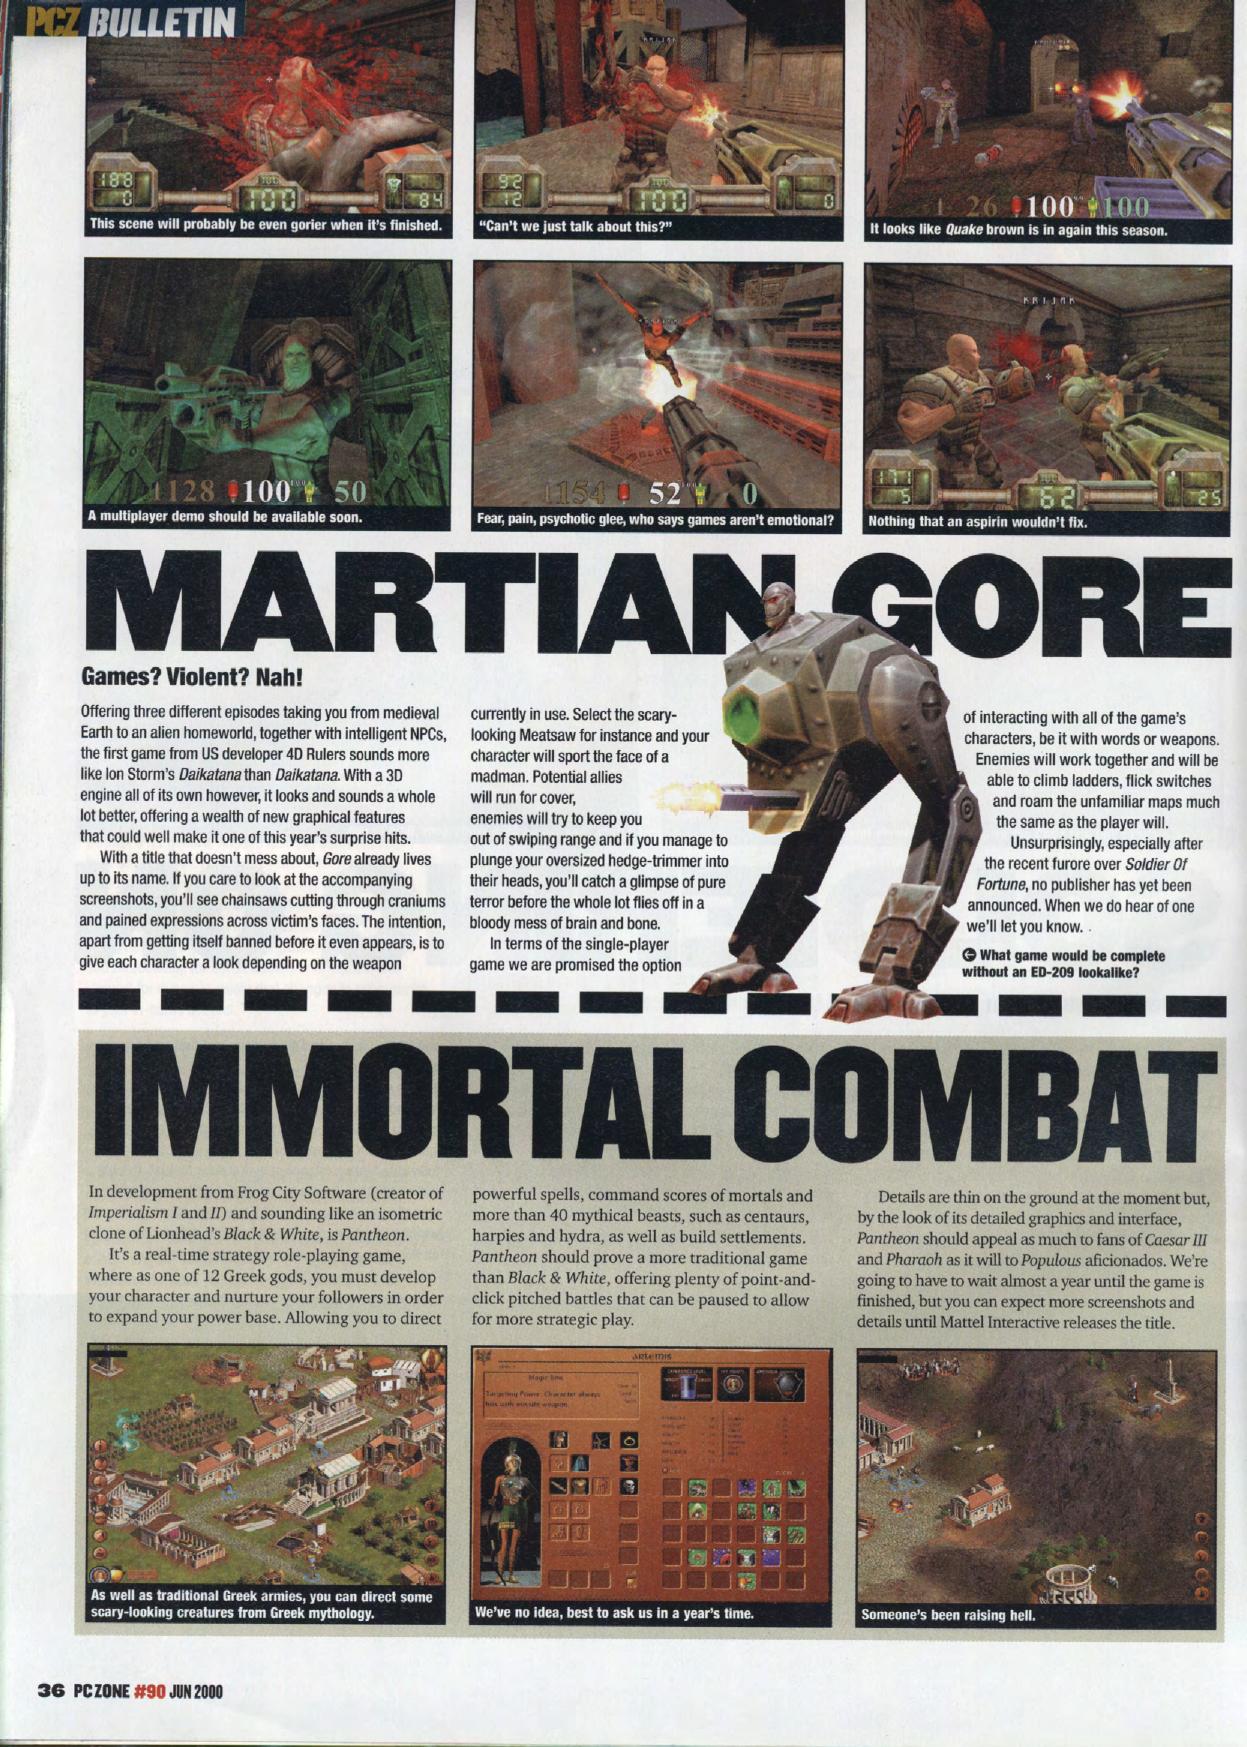 PCZ BULLETIN
188
0
100
84
This scene will probably be even gorier when it's finished.
92
12
100
0
"Can't we just talk about this?"
26 100 100
It looks like Quake brown is in again this season.
128 100 50
A multiplayer demo should be available soon.
154 52 0
Fear, pain, psychotic glee, who says games aren't emotional?
KRIJMK
171
5
62
25
Nothing that an aspirin wouldn't fix.
MARTIAN GORE
Games? Violent? Nah!
Offering three different episodes taking you from medieval
Earth to an alien homeworld, together with intelligent NPCs,
the first game from US developer 4D Rulers sounds more
like Ion Storm's Daikatana than Daikatana. With a 3D
engine all of its own however, it looks and sounds a whole
lot better, offering a wealth of new graphical features
that could well make it one of this year's surprise hits.
With a title that doesn't mess about, Gore already lives
up to its name. If you care to look at the accompanying
screenshots, you'll see chainsaws cutting through craniums
and pained expressions across victim's faces. The intention,
apart from getting itself banned before it even appears, is to
give each character a look depending on the weapon
currently in use. Select the scary-
looking Meatsaw for instance and your
character will sport the face of a
madman. Potential allies
will run for cover,
enemies will try to keep you
out of swiping range and if you manage to
plunge your oversized hedge-trimmer into
their heads, you'll catch a glimpse of pure
terror before the whole lot flies off in a
bloody mess of brain and bone.
In terms of the single-player
game we are promised the option
of interacting with all of the game's
characters, be it with words or weapons.
Enemies will work together and will be
able to climb ladders, flick switches
and roam the unfamiliar maps much
the same as the player will.
Unsurprisingly, especially after
the recent furore over Soldier Of
Fortune, no publisher has yet been
announced. When we do hear of one
we'll let you know.
What game would be complete
without an ED-209 lookalike?
IMMORTAL COMBAT
In development from Frog City Software (creator of
Imperialism I and II) and sounding like an isometric
clone of Lionhead's Black & White, is Pantheon.
It's a real-time strategy role-playing game,
where as one of 12 Greek gods, you must develop
your character and nurture your followers in order
to expand your power base. Allowing you to direct
powerful spells, command scores of mortals and
more than 40 mythical beasts, such as centaurs,
harpies and hydra, as well as build settlements.
Pantheon should prove a more traditional game
than Black & White, offering plenty of point-and-
click pitched battles that can be paused to allow
for more strategic play.
Details are thin on the ground at the moment but,
by the look of its detailed graphics and interface,
Pantheon should appeal as much to fans of Caesar III
and Pharaoh as it will to Populous aficionados. We're
going to have to wait almost a year until the game is
finished, but you can expect more screenshots and
details until Mattel Interactive releases the title.
As well as traditional Greek armies, you can direct some
scary-looking creatures from Greek mythology.
Artemis
Targeting Power: Character always
We've no idea, best to ask us in a year's time.
Someone's been raising hell.
36 PCZONE #90 JUN 2000